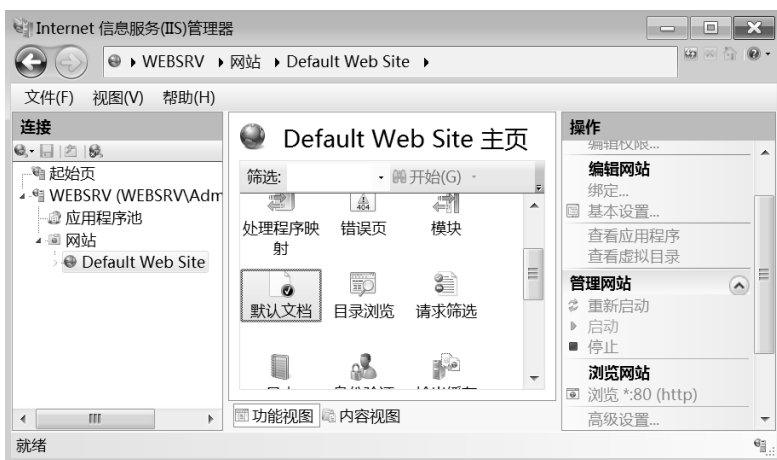 Internet 信息服务(IIS)管理器
WEBSRV 网站 Default Web Site
文件(F) 视图(V) 帮助(H)
连接
起始页
WEBSRV (WEBSRV\Adm
应用程序池
网站
Default Web Site
Default Web Site 主页
筛选: 开始(G)
处理程序映射 错误页 模块
默认文档 目录浏览 请求筛选
功能视图 内容视图
操作
编辑权限...
编辑网站
绑定...
基本设置...
查看应用程序
查看虚拟目录
管理网站
重新启动
启动
停止
浏览网站
浏览 *:80 (http)
高级设置...
就绪